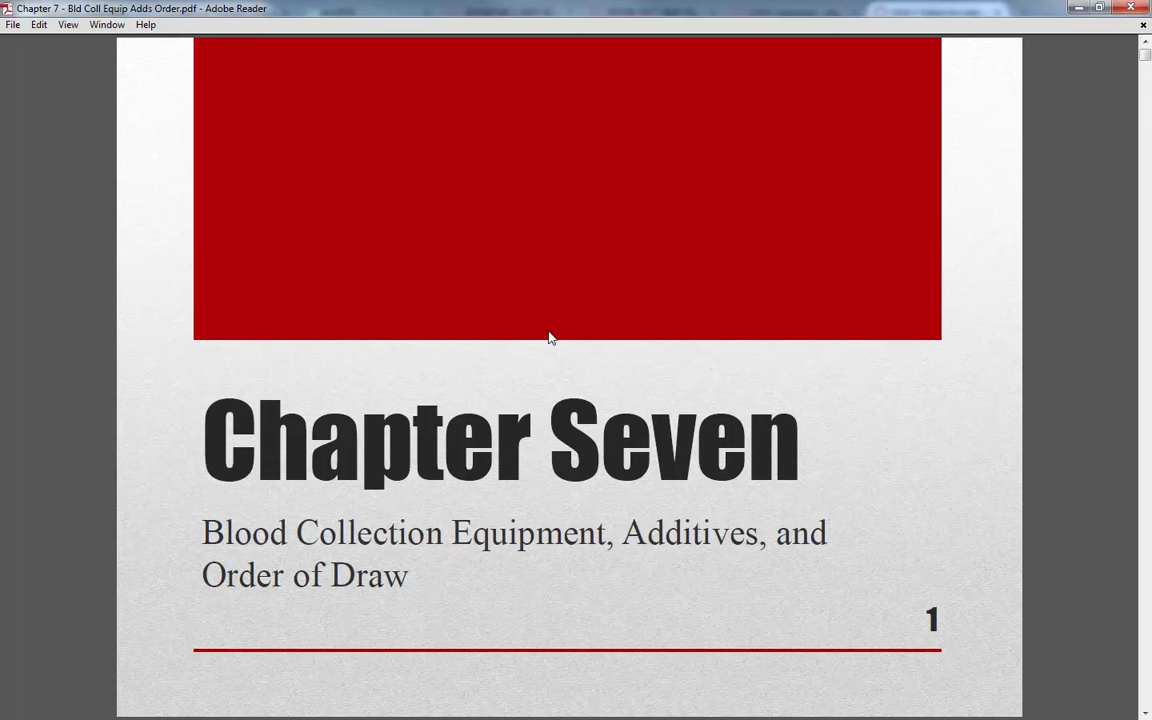 Chapter 7 - Bld Coll Equip Adds Order.pdf - Adobe Reader
File Edit View Window Help
Chapter Seven
Blood Collection Equipment, Additives, and
Order of Draw
1